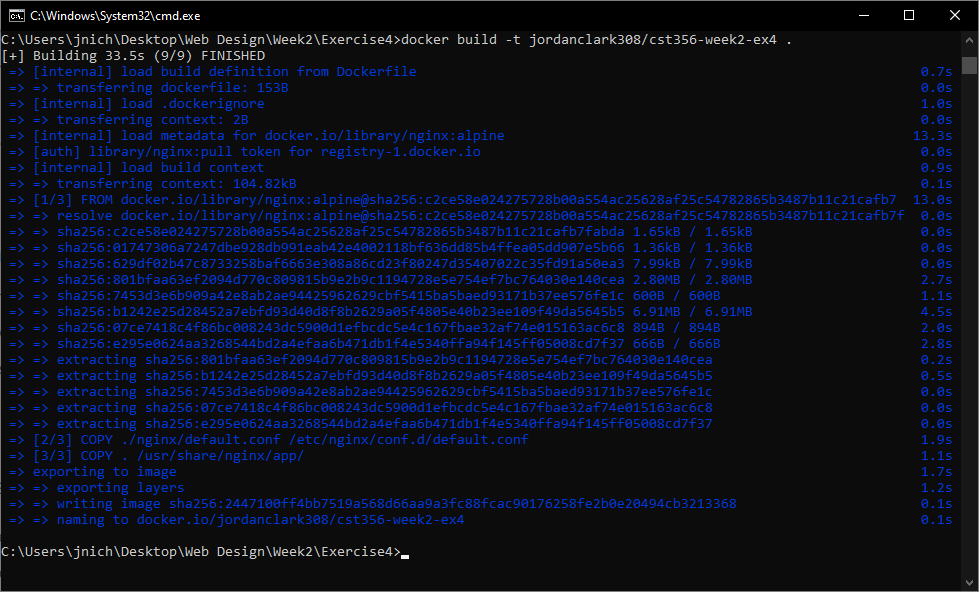 C:\Windows\System32\cmd.exe
C:\Users\jnich\Desktop\Web Design\Week2\Exercise4>docker build -t jordanclark308/cst356-week2-ex4 .
[+] Building 33.5s (9/9) FINISHED
=> [internal] load build definition from Dockerfile 0.7s
=> => transferring dockerfile: 153B 0.0s
=> [internal] load .dockerignore 1.0s
=> => transferring context: 2B 0.0s
=> [internal] load metadata for docker.io/library/nginx:alpine 13.3s
=> [auth] library/nginx:pull token for registry-1.docker.io 0.0s
=> [internal] load build context 0.9s
=> => transferring context: 104.82kB 0.1s
=> [1/3] FROM docker.io/library/nginx:alpine@sha256:c2ce58e024275728b00a554ac25628af25c54782865b3487b11c21cafb7 13.0s
=> => resolve docker.io/library/nginx:alpine@sha256:c2ce58e024275728b00a554ac25628af25c54782865b3487b11c21cafb7f 0.0s
=> => sha256:c2ce58e024275728b00a554ac25628af25c54782865b3487b11c21cafb7fabda 1.65kB / 1.65kB 0.0s
=> => sha256:01747306a7247dbe928db991eab42e4002118bf636dd85b4ffea05dd907e5b66 1.36kB / 1.36kB 0.0s
=> => sha256:629df02b47c8733258baf6663e308a86cd23f80247d35407022c35fd91a50ea3 7.99kB / 7.99kB 0.0s
=> => sha256:801bfaa63ef2094d770c809815b9e2b9c1194728e5e754ef7bc764030e140cea 2.80MB / 2.80MB 2.7s
=> => sha256:7453d3e6b909a42e8ab2ae94425962629cbf5415ba5baed93171b37ee576fe1c 600B / 600B 1.1s
=> => sha256:b1242e25d28452a7ebfd93d40d8f8b2629a05f4805e40b23ee109f49da5645b5 6.91MB / 6.91MB 4.5s
=> => sha256:07ce7418c4f86bc008243dc5900d1efbcdc5e4c167fbae32af74e015163ac6c8 894B / 894B 2.0s
=> => sha256:e295e0624aa3268544bd2a4efaa6b471db1f4e5340ffa94f145ff05008cd7f37 666B / 666B 2.8s
=> => extracting sha256:801bfaa63ef2094d770c809815b9e2b9c1194728e5e754ef7bc764030e140cea 0.2s
=> => extracting sha256:b1242e25d28452a7ebfd93d40d8f8b2629a05f4805e40b23ee109f49da5645b5 0.5s
=> => extracting sha256:7453d3e6b909a42e8ab2ae94425962629cbf5415ba5baed93171b37ee576fe1c 0.0s
=> => extracting sha256:07ce7418c4f86bc008243dc5900d1efbcdc5e4c167fbae32af74e015163ac6c8 0.0s
=> => extracting sha256:e295e0624aa3268544bd2a4efaa6b471db1f4e5340ffa94f145ff05008cd7f37 0.0s
=> [2/3] COPY ./nginx/default.conf /etc/nginx/conf.d/default.conf 1.9s
=> [3/3] COPY . /usr/share/nginx/app/ 1.1s
=> exporting to image 1.7s
=> => exporting layers 1.2s
=> => writing image sha256:2447100ff4bb7519a568d66aa9a3fc88fcac90176258fe2b0e20494cb3213368 0.1s
=> => naming to docker.io/jordanclark308/cst356-week2-ex4 0.1s
C:\Users\jnich\Desktop\Web Design\Week2\Exercise4>